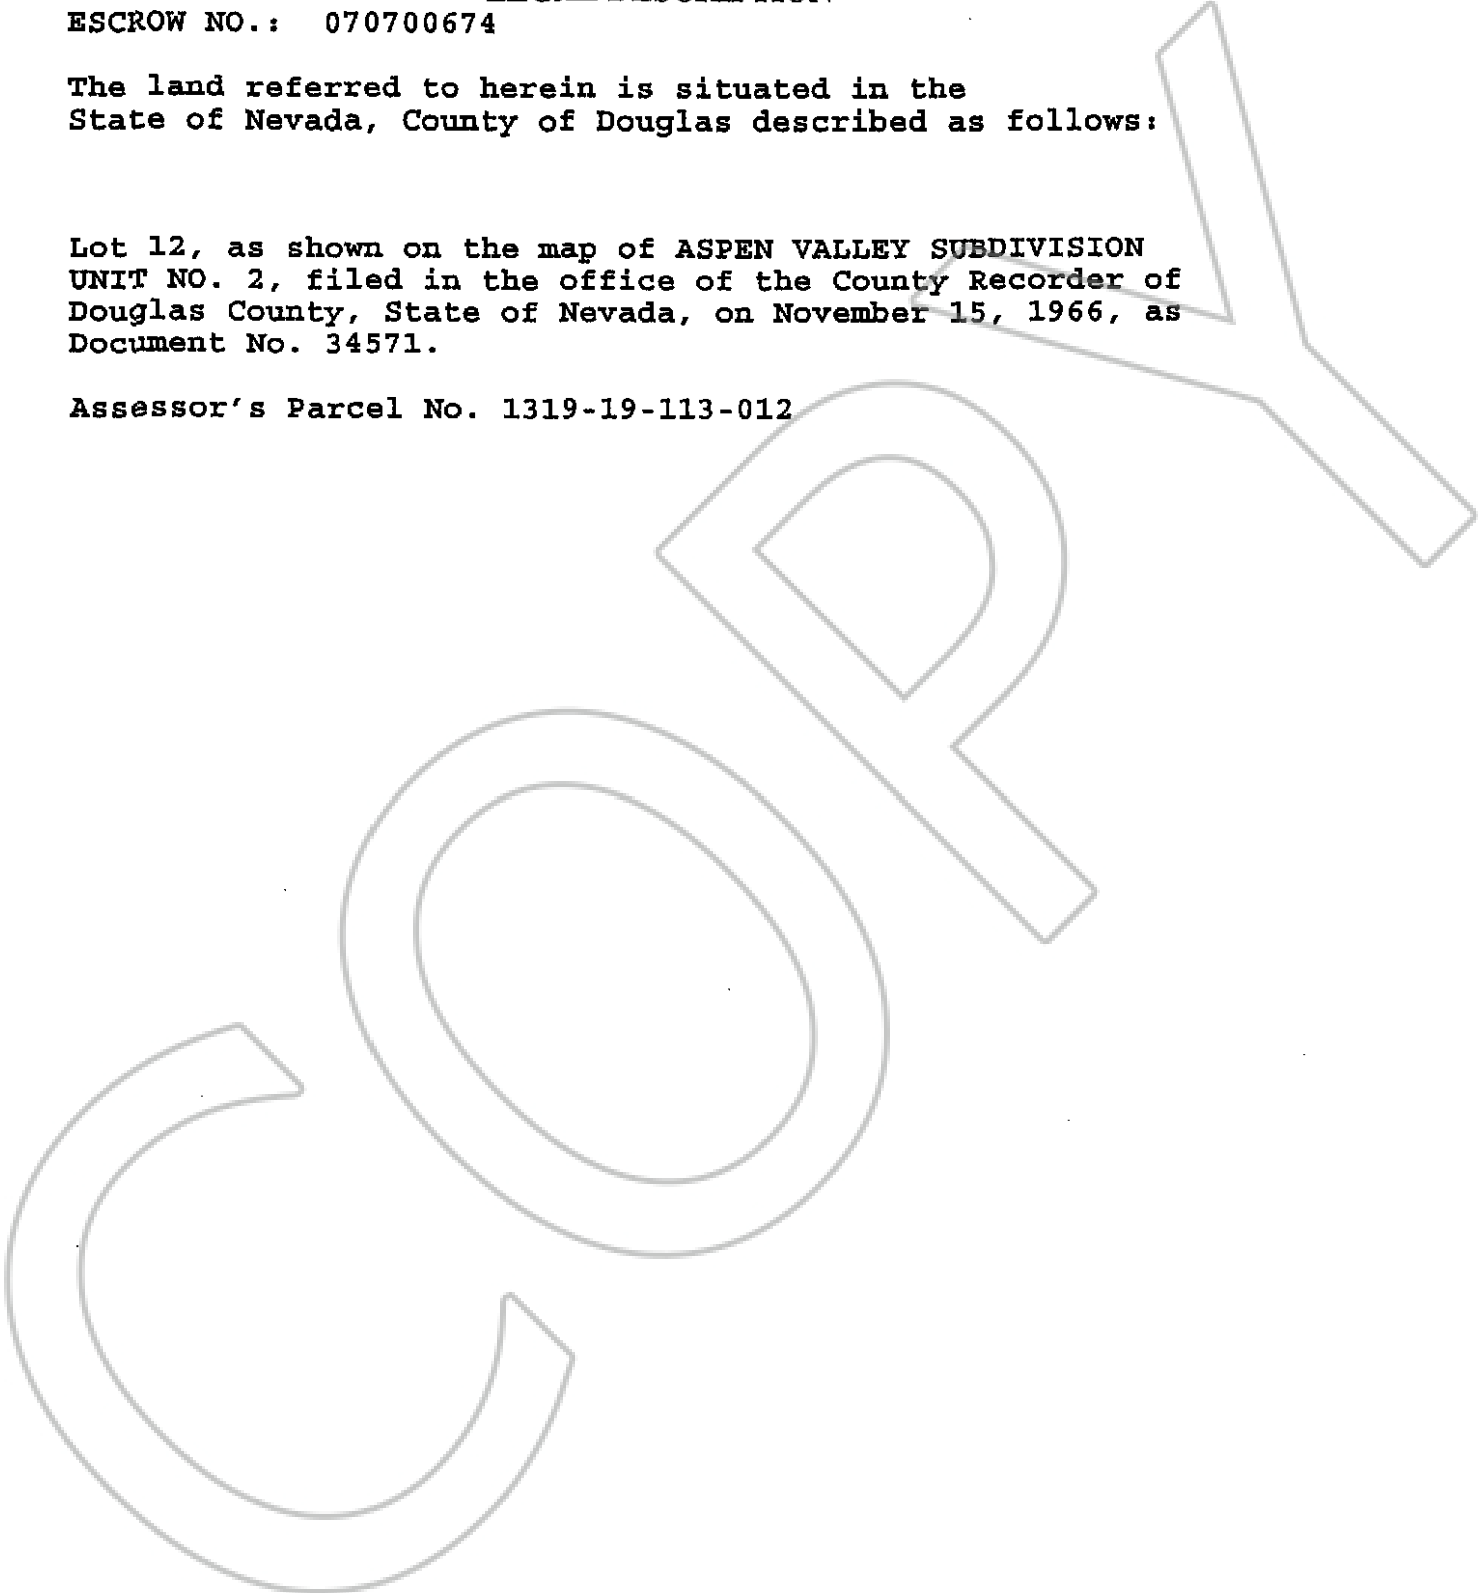 ESCROW NO.: 070700674
The land referred to herein is situated in the
State of Nevada, County of Douglas described as follows:
Lot 12, as shown on the map of ASPEN VALLEY SUBDIVISION
UNIT NO. 2, filed in the office of the County Recorder of
Douglas County, State of Nevada, on November 15, 1966, as
Document No. 34571.
Assessor's Parcel No. 1319-19-113-012
COPY